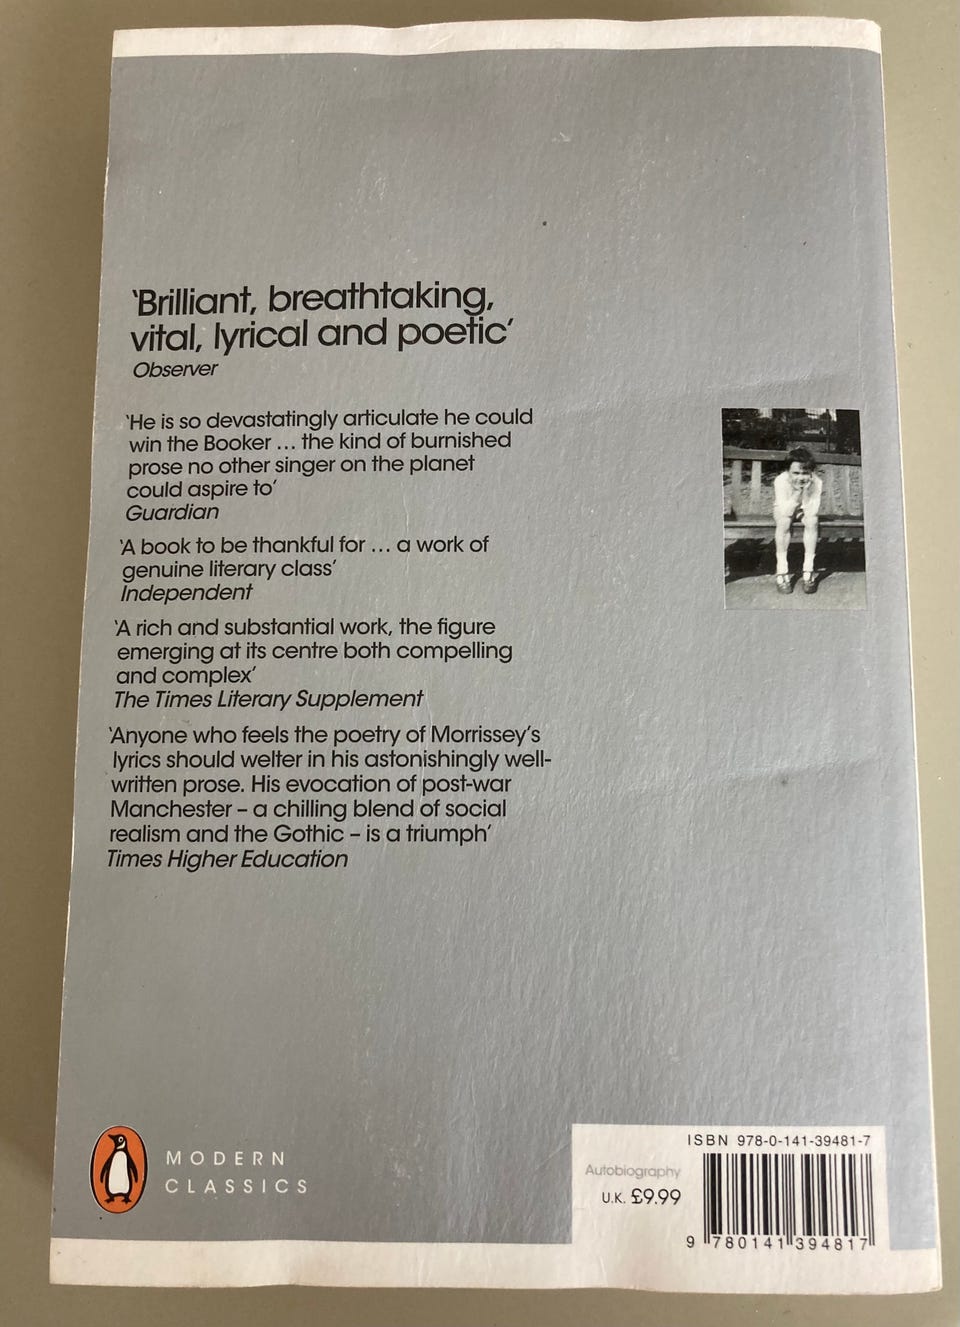 ‘Brilliant, breathtaking,
vital, lyrical and poetic’
Observer
‘He is so devastatingly articulate he could
win the Booker ... the kind of burnished
prose no other singer on the planet
could aspire to’
Guardian
‘A book to be thankful for ... a work of
genuine literary class’
Independent
‘A rich and substantial work, the figure
emerging at its centre both compelling
and complex’
The Times Literary Supplement
‘Anyone who feels the poetry of Morrissey’s
lyrics should welter in his astonishingly well-
written prose. His evocation of post-war
Manchester – a chilling blend of social
realism and the Gothic – is a triumph’
Times Higher Education
MODERN
CLASSICS
ISBN 978-0-141-39481-7
Autobiography
U.K. £9.99
9 780141 394817